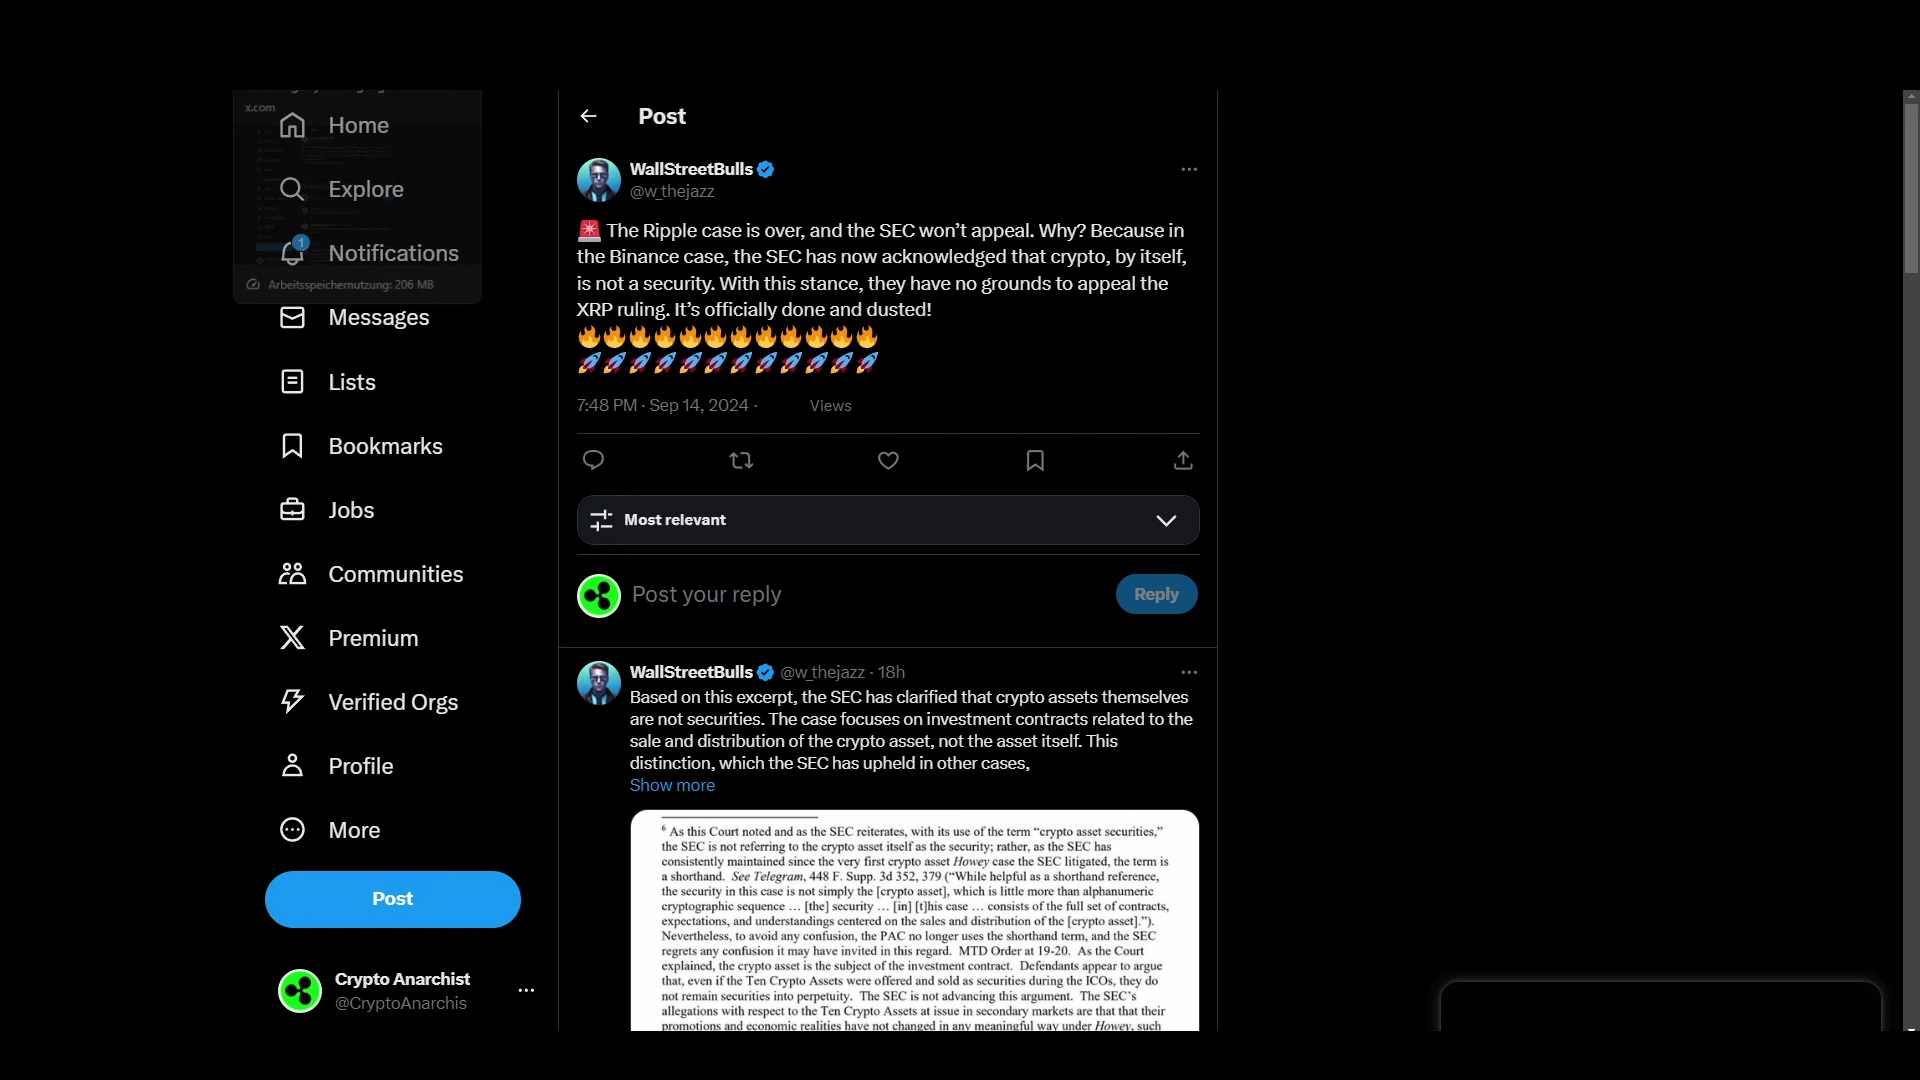 x.com
Home
Explore
1
Notifications
Arbeitsspeichernutzung: 206 MB
Messages
Lists
Bookmarks
Jobs
Communities
Premium
Verified Orgs
Profile
More
Post
Crypto Anarchist
@CryptoAnarchis
Post
WallStreetBulls
@w_thejazz
🚨 The Ripple case is over, and the SEC won’t appeal. Why? Because in
the Binance case, the SEC has now acknowledged that crypto, by itself,
is not a security. With this stance, they have no grounds to appeal the
XRP ruling. It’s officially done and dusted!
🔥🔥🔥🔥🔥🔥🔥🔥🔥🔥🔥🔥
🚀🚀🚀🚀🚀🚀🚀🚀🚀🚀🚀🚀
7:48 PM · Sep 14, 2024 · Views
Most relevant
Post your reply
Reply
WallStreetBulls @w_thejazz · 18h
Based on this excerpt, the SEC has clarified that crypto assets themselves
are not securities. The case focuses on investment contracts related to the
sale and distribution of the crypto asset, not the asset itself. This
distinction, which the SEC has upheld in other cases,
Show more
6 As this Court noted and as the SEC reiterates, with its use of the term “crypto asset securities,”
the SEC is not referring to the crypto asset itself as the security; rather, as the SEC has
consistently maintained since the very first crypto asset Howey case the SEC litigated, the term is
a shorthand. See Telegram, 448 F. Supp. 3d 352, 379 (“While helpful as a shorthand reference,
the security in this case is not simply the [crypto asset], which is little more than alphanumeric
cryptographic sequence … [the] security … [in] [t]his case … consists of the full set of contracts,
expectations, and understandings centered on the sales and distribution of the [crypto asset].”).
Nevertheless, to avoid any confusion, the PAC no longer uses the shorthand term, and the SEC
regrets any confusion it may have invited in this regard. MTD Order at 19-20. As the Court
explained, the crypto asset is the subject of the investment contract. Defendants appear to argue
that, even if the Ten Crypto Assets were offered and sold as securities during the ICOs, they do
not remain securities into perpetuity. The SEC is not advancing this argument. The SEC’s
allegations with respect to the Ten Crypto Assets at issue in secondary markets are that that their
promotions and economic realities have not changed in any meaningful way under Howey, such